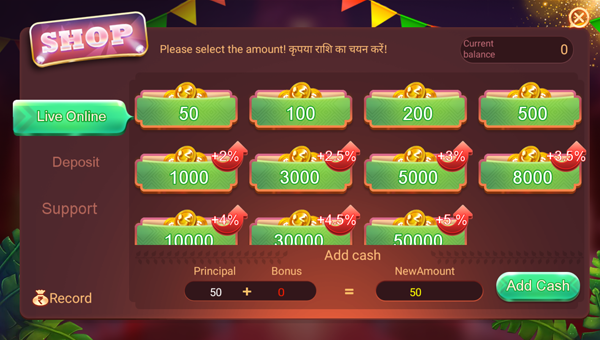 SHOP
Please select the amount! कृपया राशि का चयन करें!
Current
balance
0
Live Online
Deposit
Support
Record
50
100
200
500
+2%
+2.5%
+3%
+3.5%
1000
3000
5000
8000
+4%
+4.5%
+5 %
10000
30000
50000
Add cash
Principal
Bonus
NewAmount
50 + 0 = 50
Add Cash